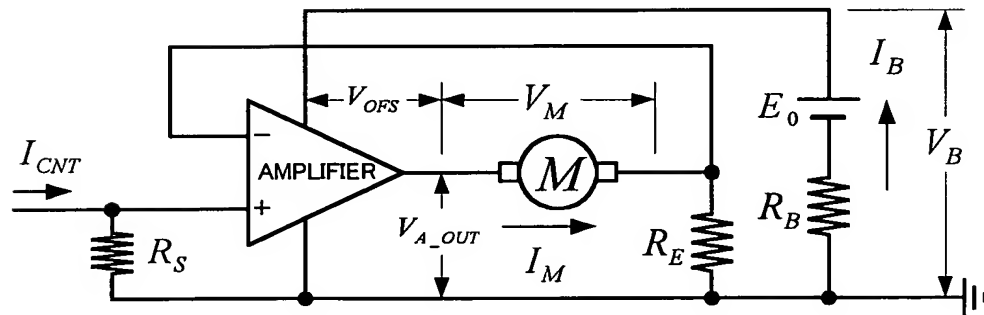 I_B
V_OFS
V_M
E_0
V_B
−
I_CNT
AMPLIFIER
M
+
R_B
V_A_OUT
R_S
R_E
I_M